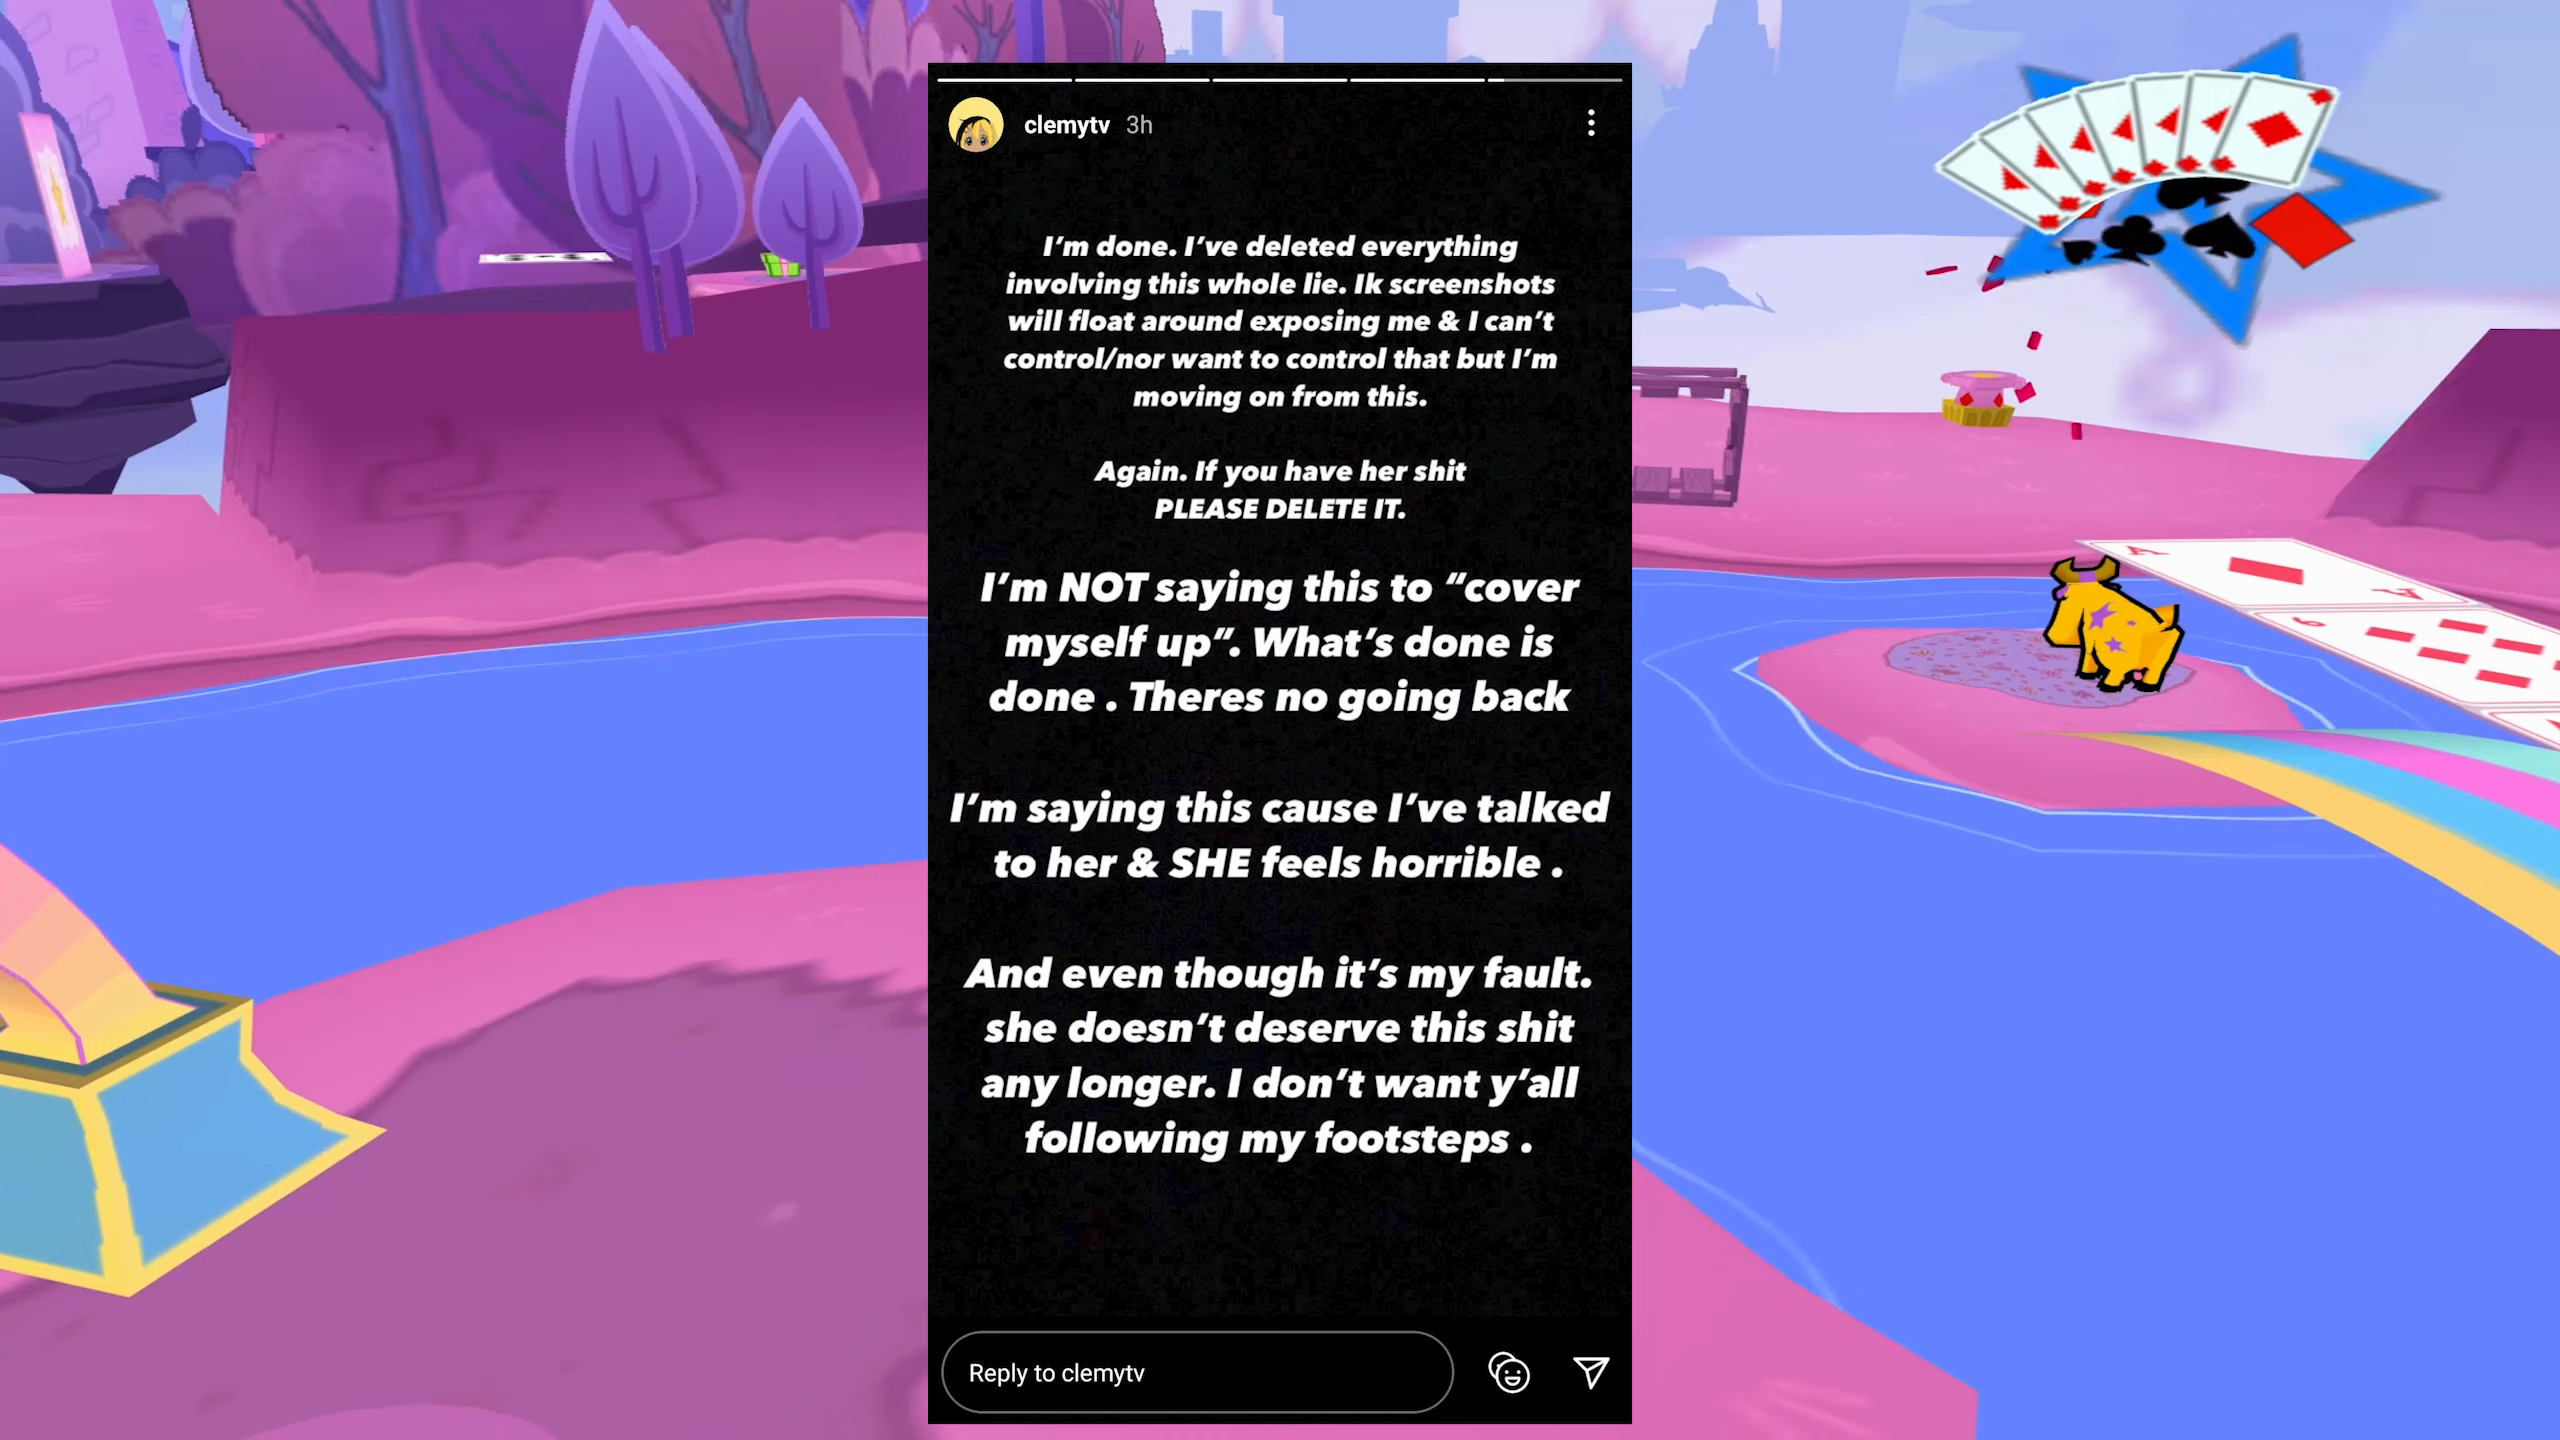 clemytv 3h
I'm done. I've deleted everything
involving this whole lie. Ik screenshots
will float around exposing me & I can't
control/nor want to control that but I'm
moving on from this.
Again. If you have her shit
PLEASE DELETE IT.
I'm NOT saying this to “cover
myself up”. What's done is
done . Theres no going back
I'm saying this cause I've talked
to her & SHE feels horrible .
And even though it's my fault.
she doesn't deserve this shit
any longer. I don't want y'all
following my footsteps .
Reply to clemytv
A
A
6